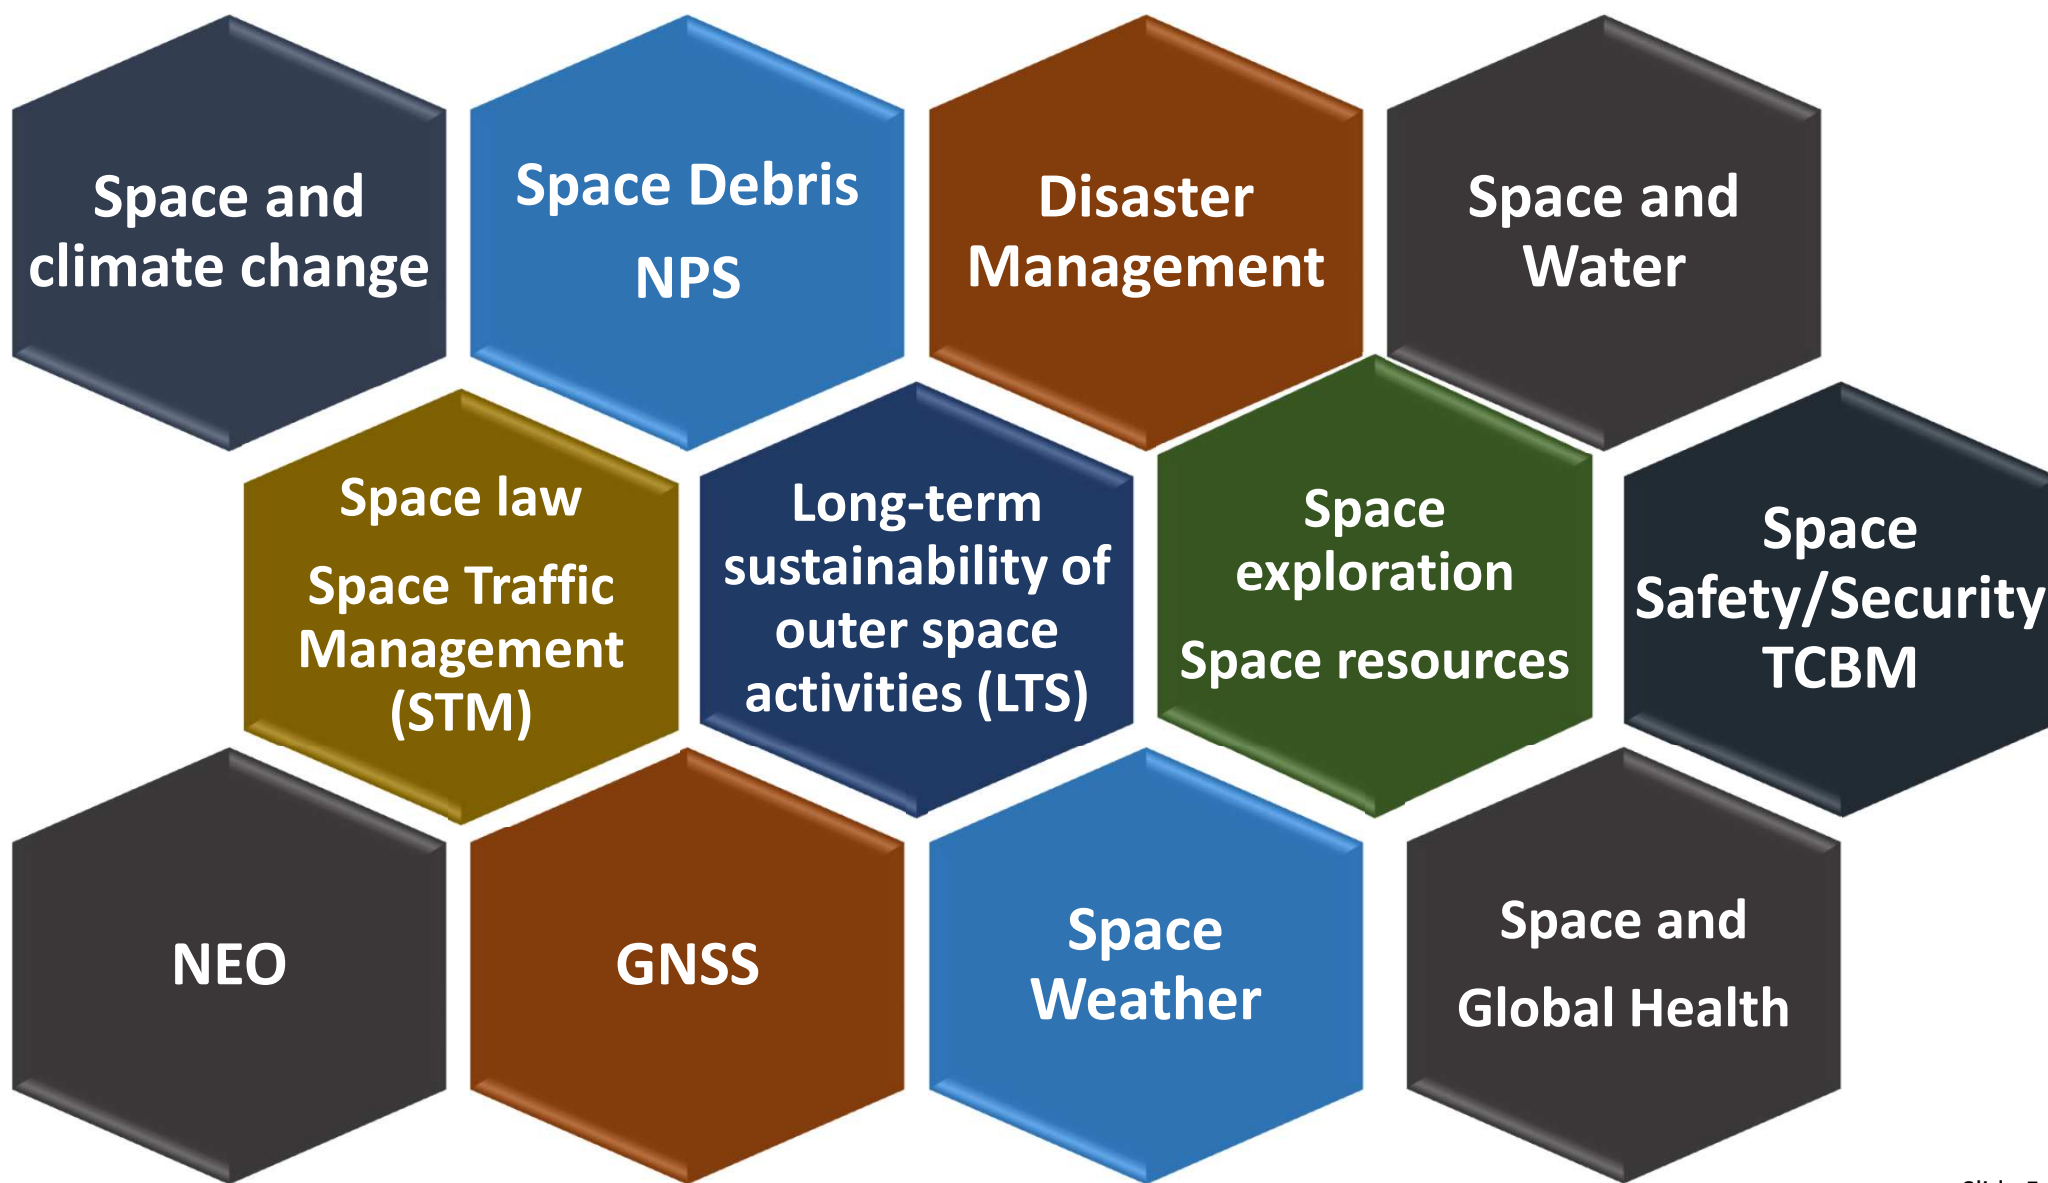 Space and
climate change
Space Debris
NPS
Disaster
Management
Space and
Water
Space law
Space Traffic
Management
(STM)
Long-term
sustainability of
outer space
activities (LTS)
Space
exploration
Space resources
Space
Safety/Security
TCBM
NEO
GNSS
Space
Weather
Space and
Global Health